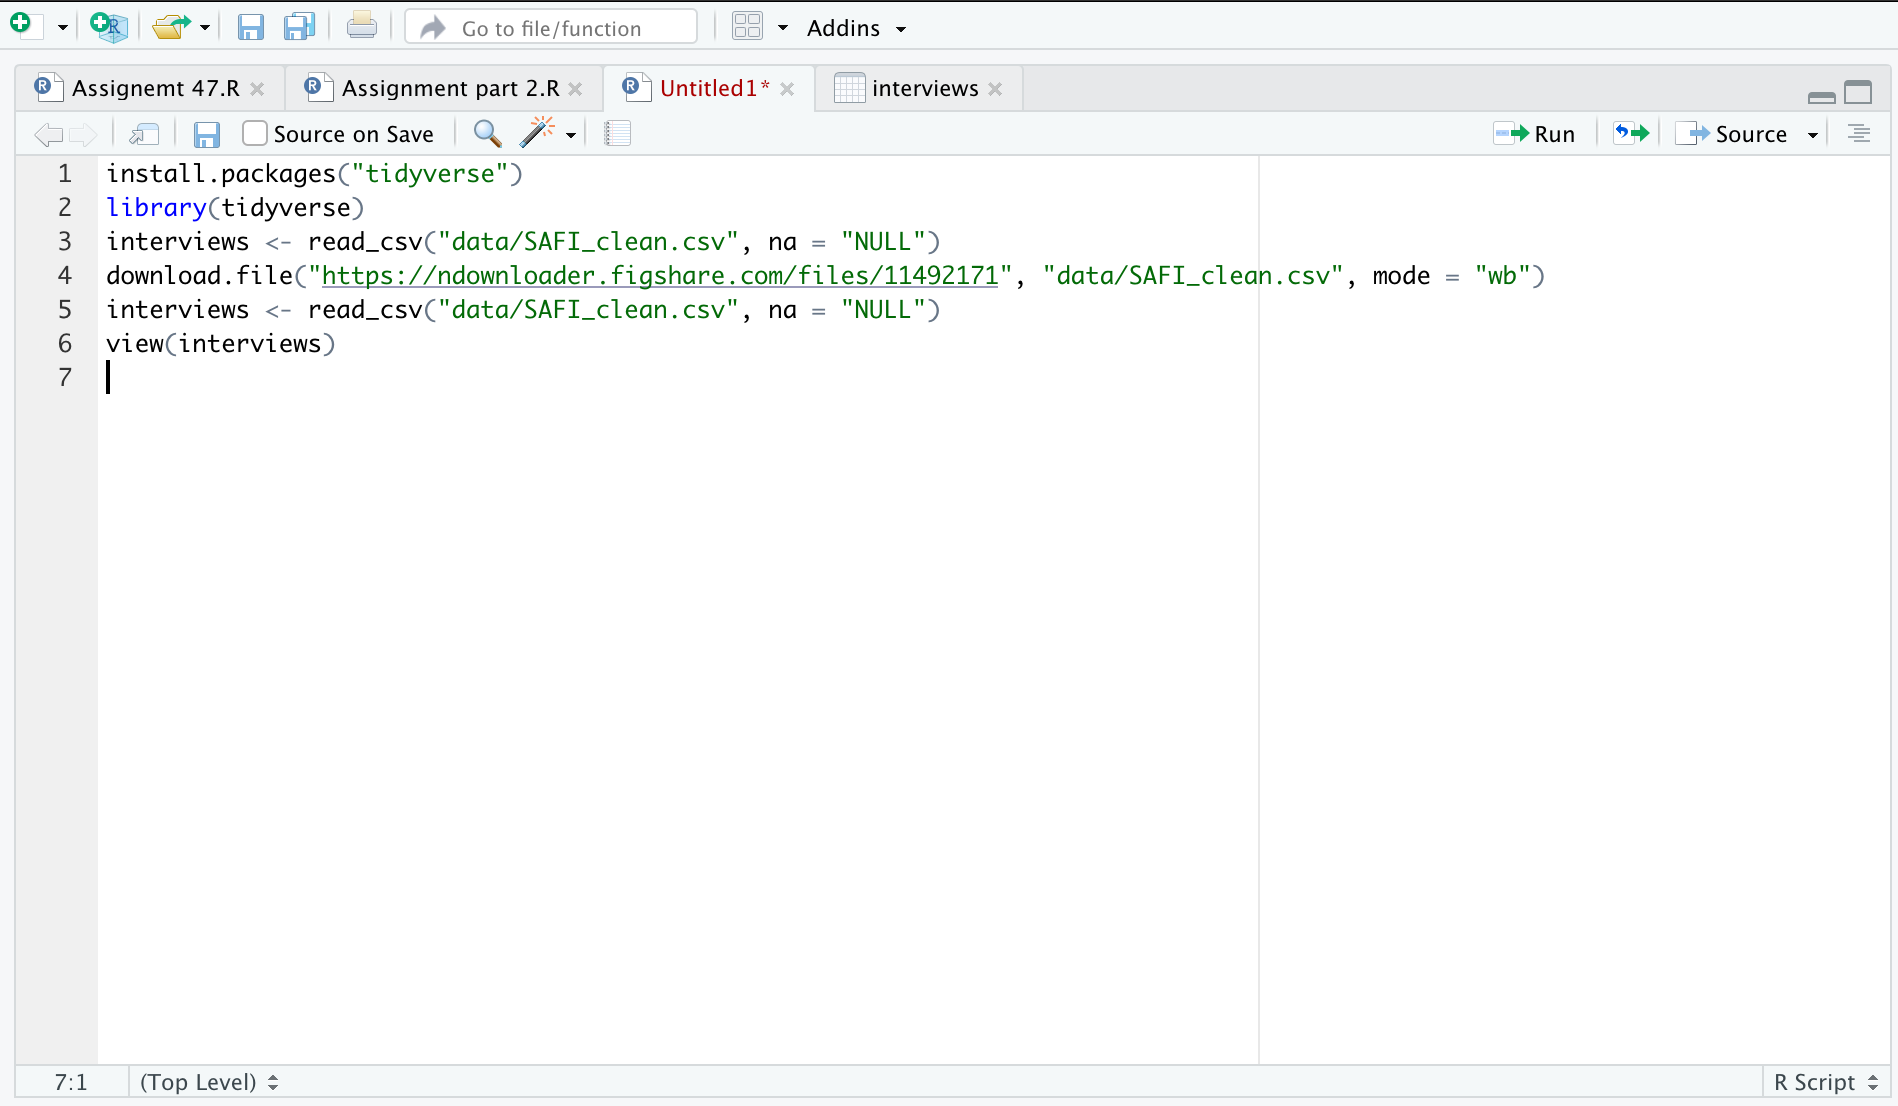 Go to file/function Addins
Assignemt 47.R Assignment part 2.R Untitled1* interviews
Source on Save Run Source
1 install.packages("tidyverse")
2 library(tidyverse)
3 interviews <- read_csv("data/SAFI_clean.csv", na = "NULL")
4 download.file("https://ndownloader.figshare.com/files/11492171", "data/SAFI_clean.csv", mode = "wb")
5 interviews <- read_csv("data/SAFI_clean.csv", na = "NULL")
6 view(interviews)
7
7:1 (Top Level) R Script